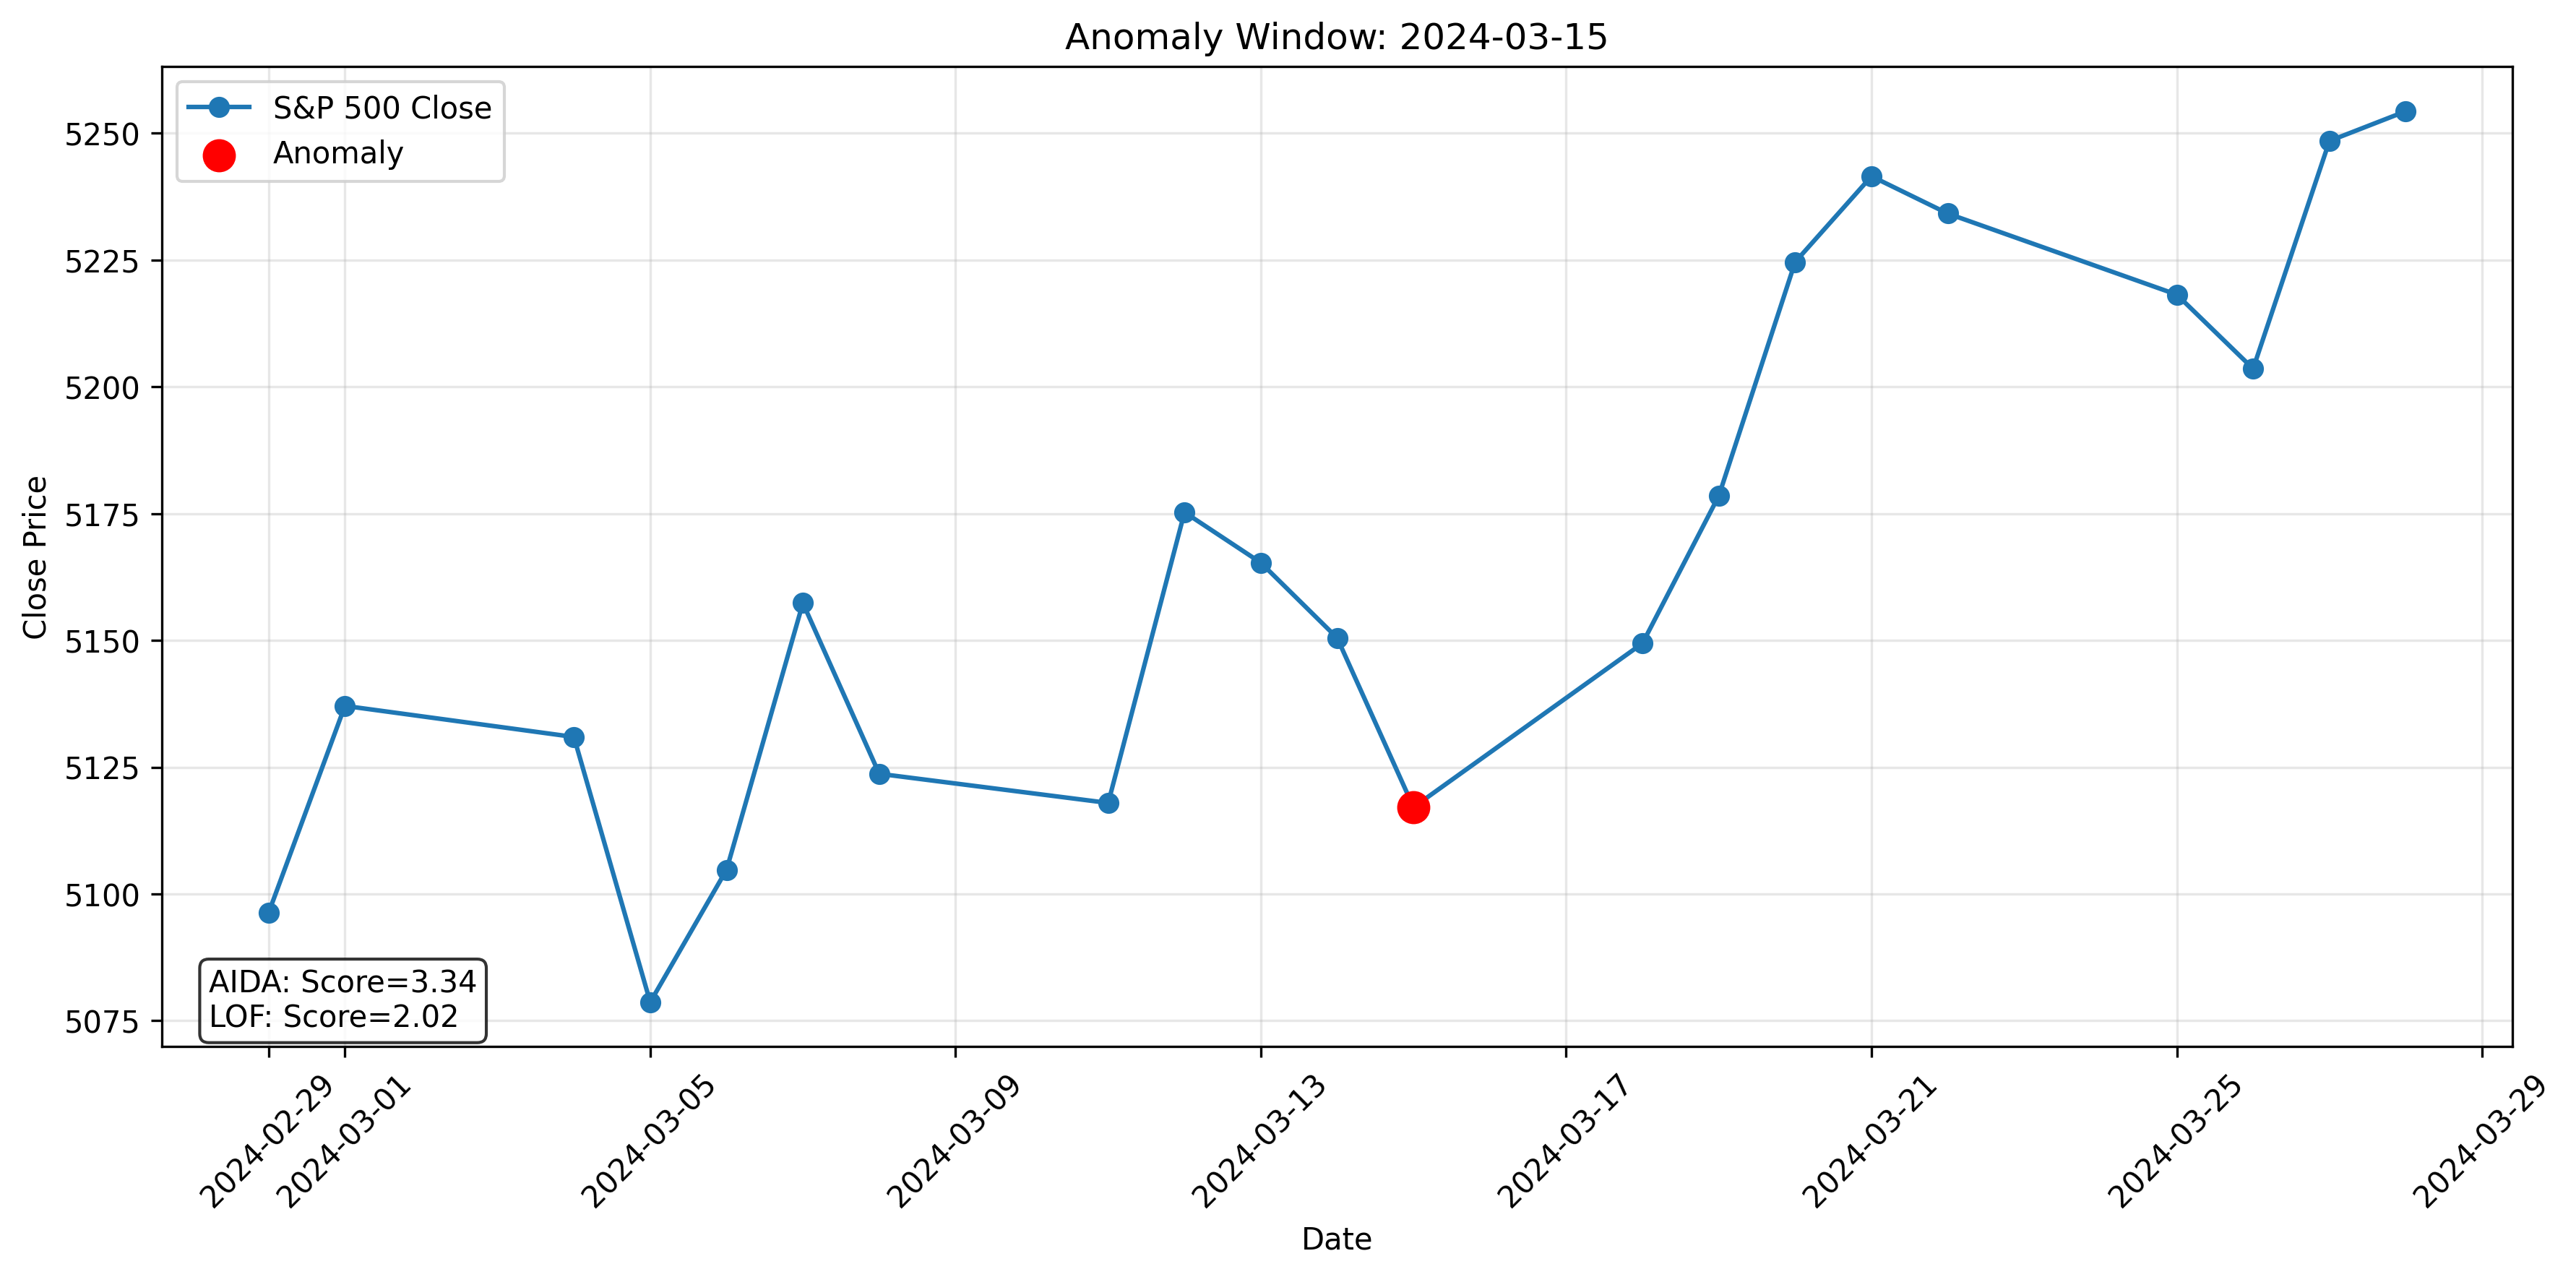 Anomaly Window: 2024-03-15
S&P 500 Close
Anomaly
Close Price
5250
5225
5200
5175
5150
5125
5100
5075
AIDA: Score=3.34
LOF: Score=2.02
2024-02-29
2024-03-01
2024-03-05
2024-03-09
2024-03-13
2024-03-17
2024-03-21
2024-03-25
2024-03-29
Date